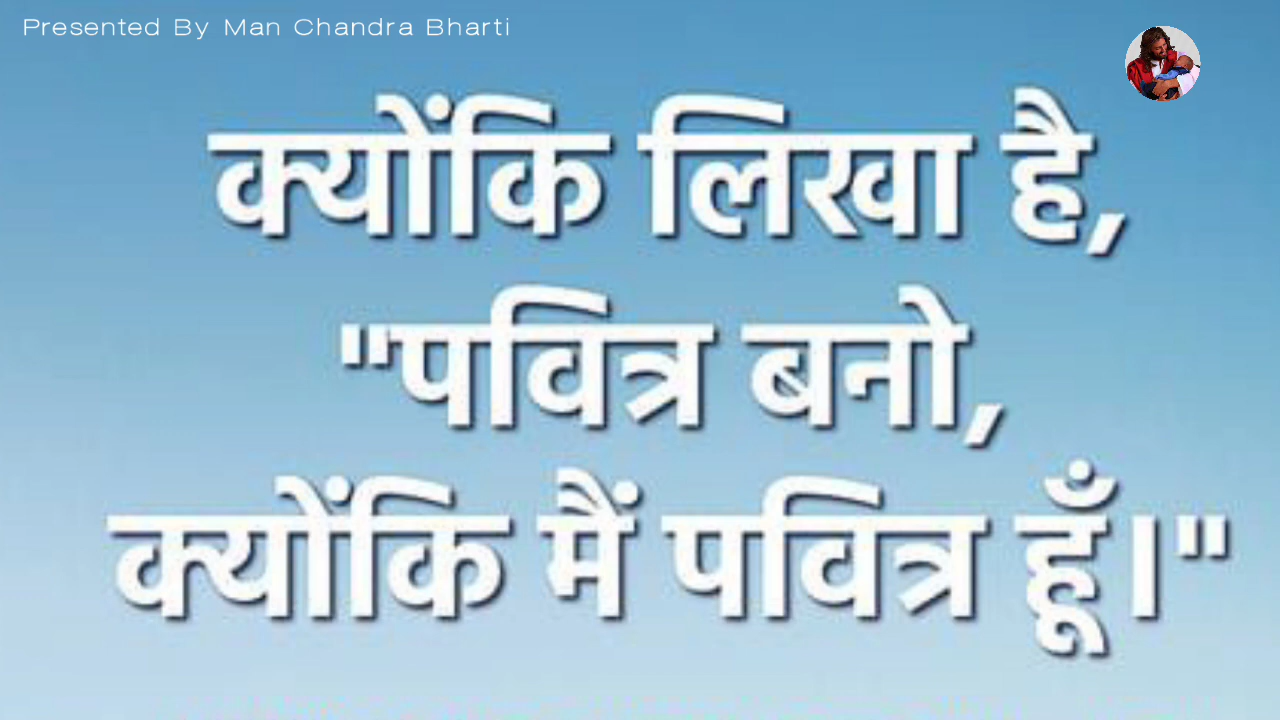 Presented By Man Chandra Bharti
क्योंकि लिखा है,
"पवित्र बनो,
क्योंकि मैं पवित्र हूँ।"